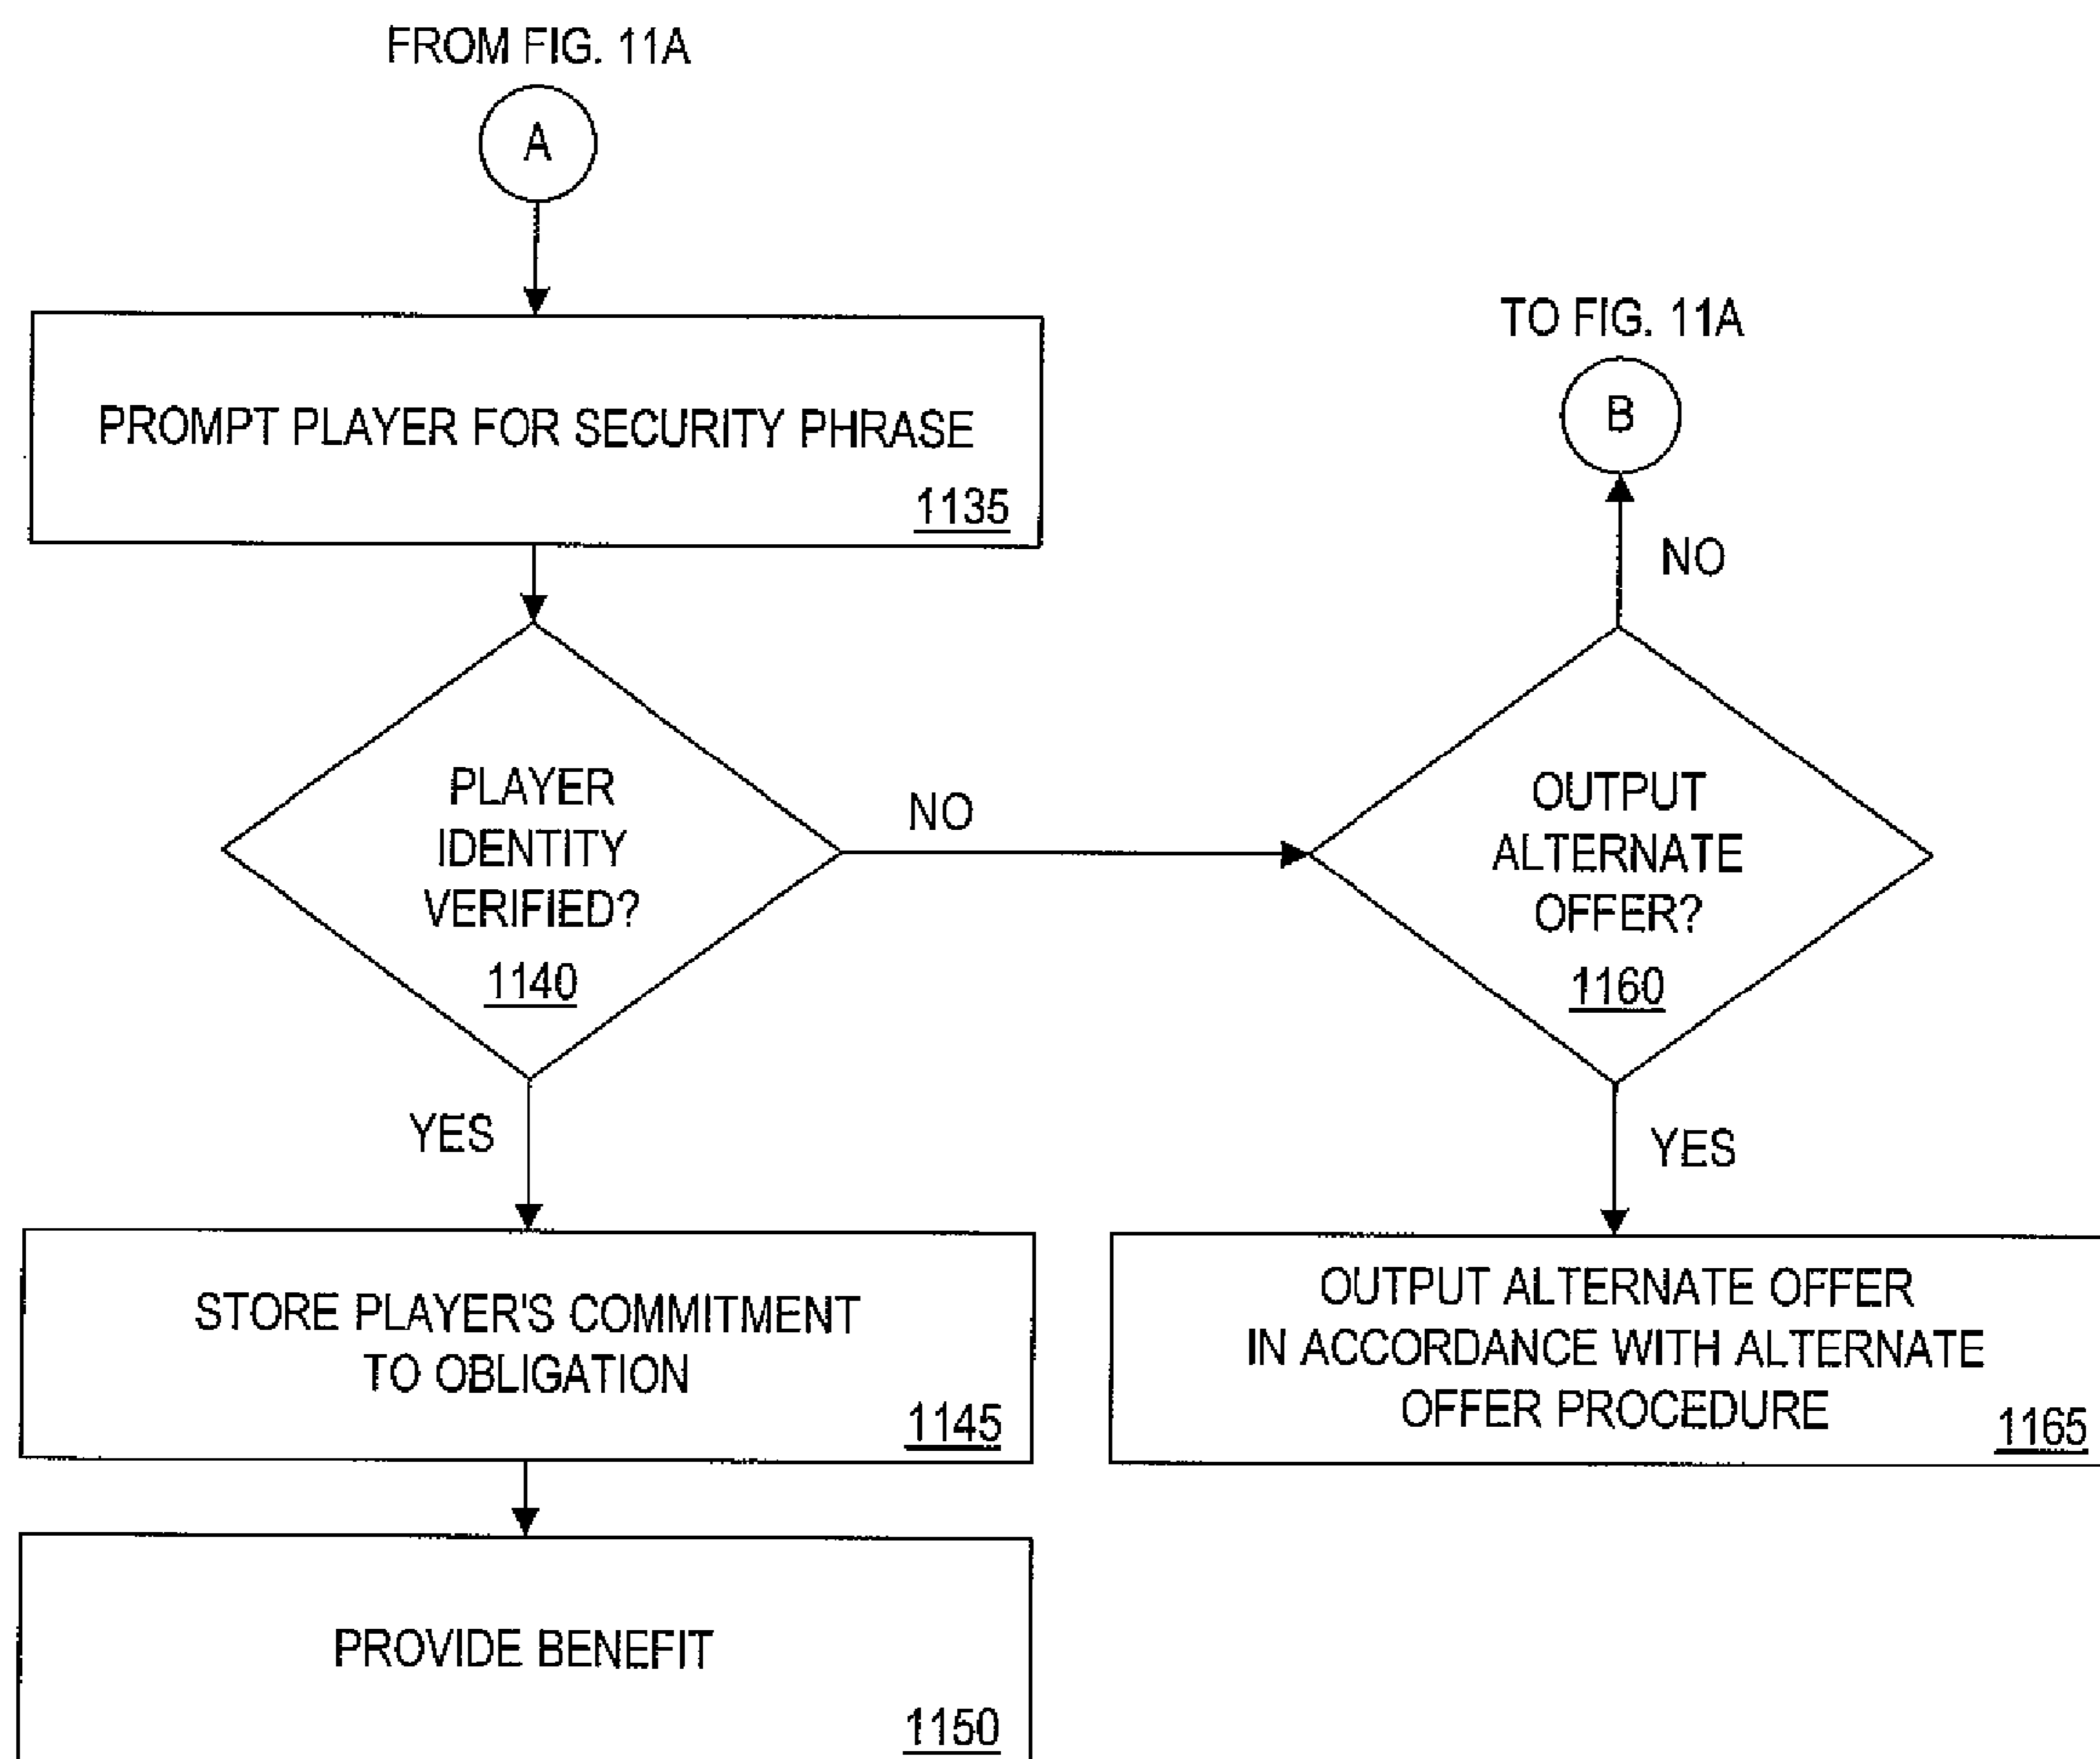 FROM FIG. 11A
A
PROMPT PLAYER FOR SECURITY PHRASE
1135
TO FIG. 11A
B
NO
PLAYER
IDENTITY
VERIFIED?
1140
NO
OUTPUT
ALTERNATE
OFFER?
1160
YES
YES
STORE PLAYER'S COMMITMENT
TO OBLIGATION
1145
OUTPUT ALTERNATE OFFER
IN ACCORDANCE WITH ALTERNATE
OFFER PROCEDURE
1165
PROVIDE BENEFIT
1150